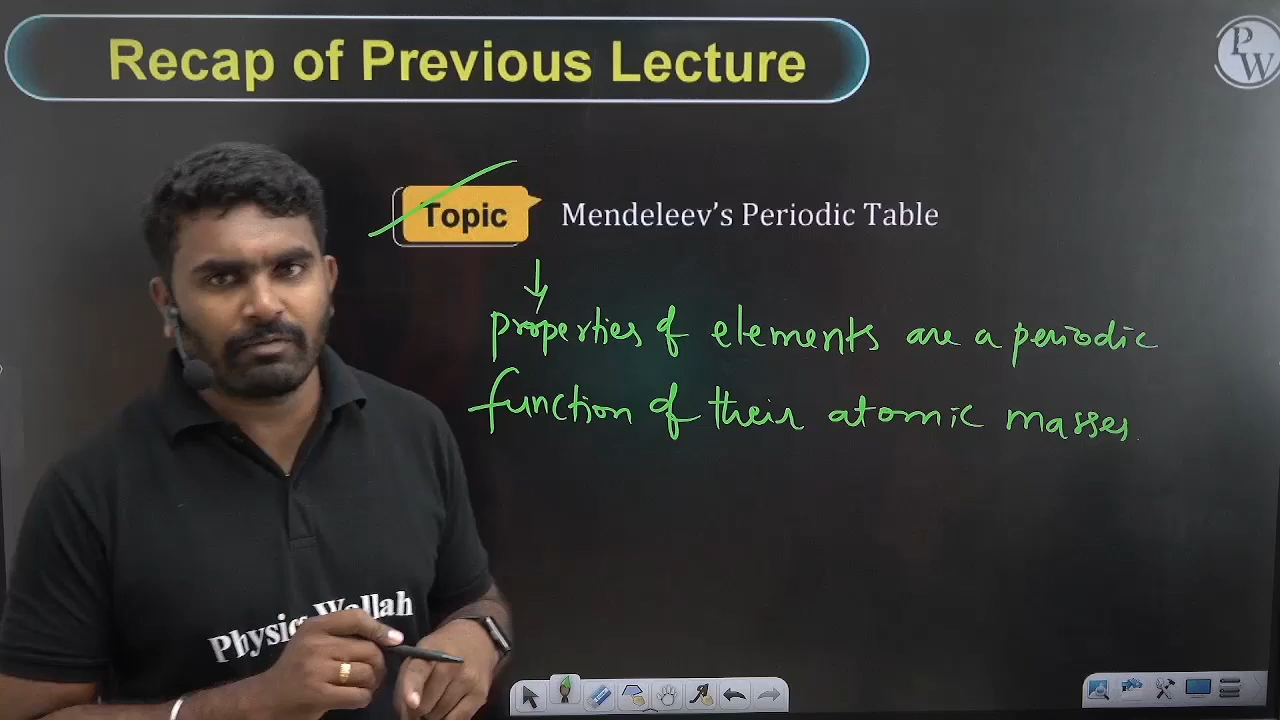 Recap of Previous Lecture
PW
Topic
Mendeleev's Periodic Table
properties of elements are a periodic
function of their atomic masses.
Physics Wallah